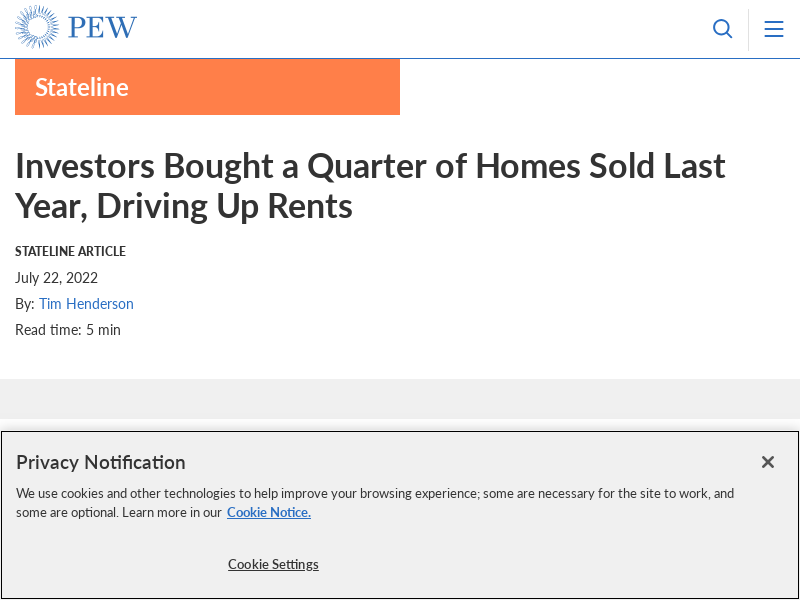 PEW
Stateline
Investors Bought a Quarter of Homes Sold Last
Year, Driving Up Rents
STATELINE ARTICLE
July 22, 2022
By: Tim Henderson
Read time: 5 min
Privacy Notification
We use cookies and other technologies to help improve your browsing experience; some are necessary for the site to work, and
some are optional. Learn more in our Cookie Notice.
Cookie Settings